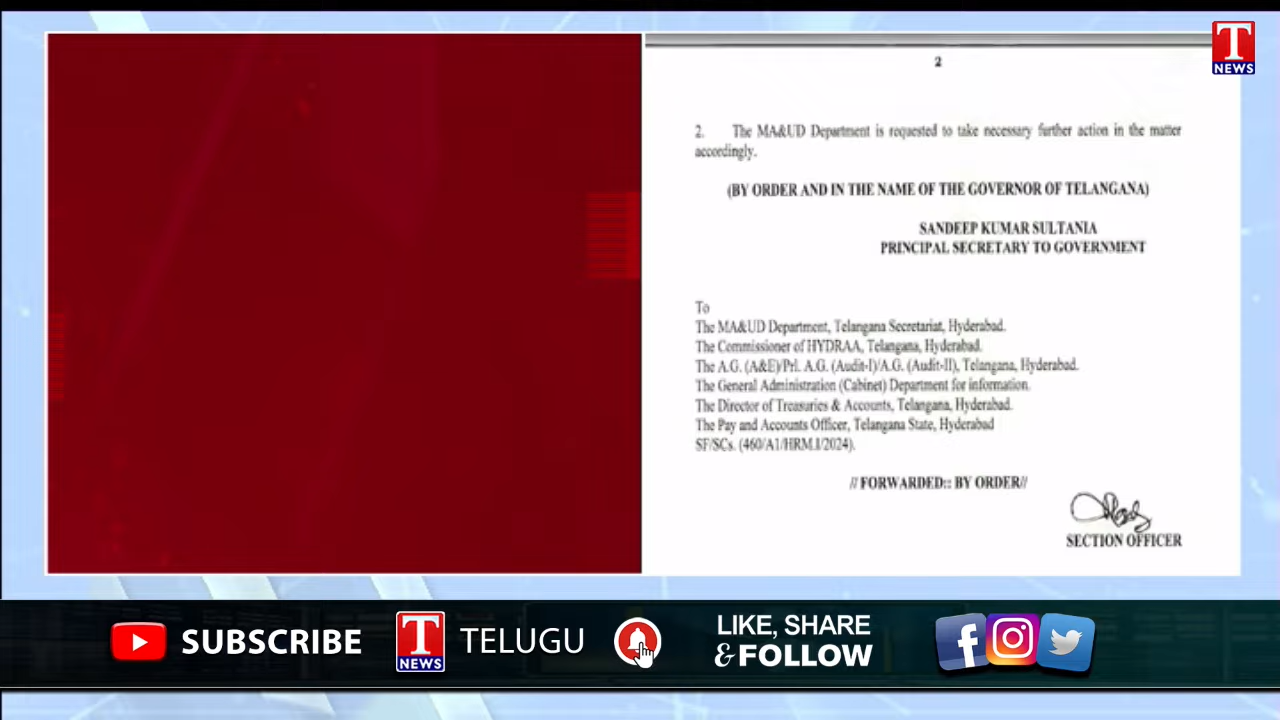 T
NEWS
2
2. The MA&UD Department is requested to take necessary further action in the matter
accordingly.
(BY ORDER AND IN THE NAME OF THE GOVERNOR OF TELANGANA)
SANDEEP KUMAR SULTANIA
PRINCIPAL SECRETARY TO GOVERNMENT
To
The MA&UD Department, Telangana Secretariat, Hyderabad.
The Commissioner of HYDRAA, Telangana, Hyderabad.
The A.G. (A&E)/Prl. A.G. (Audit-I)/A.G. (Audit-II), Telangana, Hyderabad.
The General Administration (Cabinet) Department for information.
The Director of Treasuries & Accounts, Telangana, Hyderabad.
The Pay and Accounts Officer, Telangana State, Hyderabad
SF/SCs. (460/A1/HRM.I/2024).
// FORWARDED:: BY ORDER//
SECTION OFFICER
SUBSCRIBE
T
NEWS
TELUGU
LIKE, SHARE
& FOLLOW